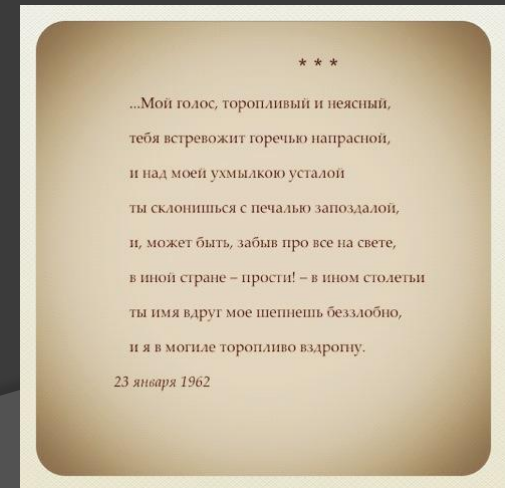 * * *
...Мой голос, торопливый и неясный,
тебя встревожит горечью напрасной,
и над моей ухмылкою усталой
ты склонишься с печалью запоздалой,
и, может быть, забыв про все на свете,
в иной стране – прости! – в ином столетьи
ты имя вдруг мое шепнешь беззлобно,
и я в могиле торопливо вздрогну.
23 января 1962